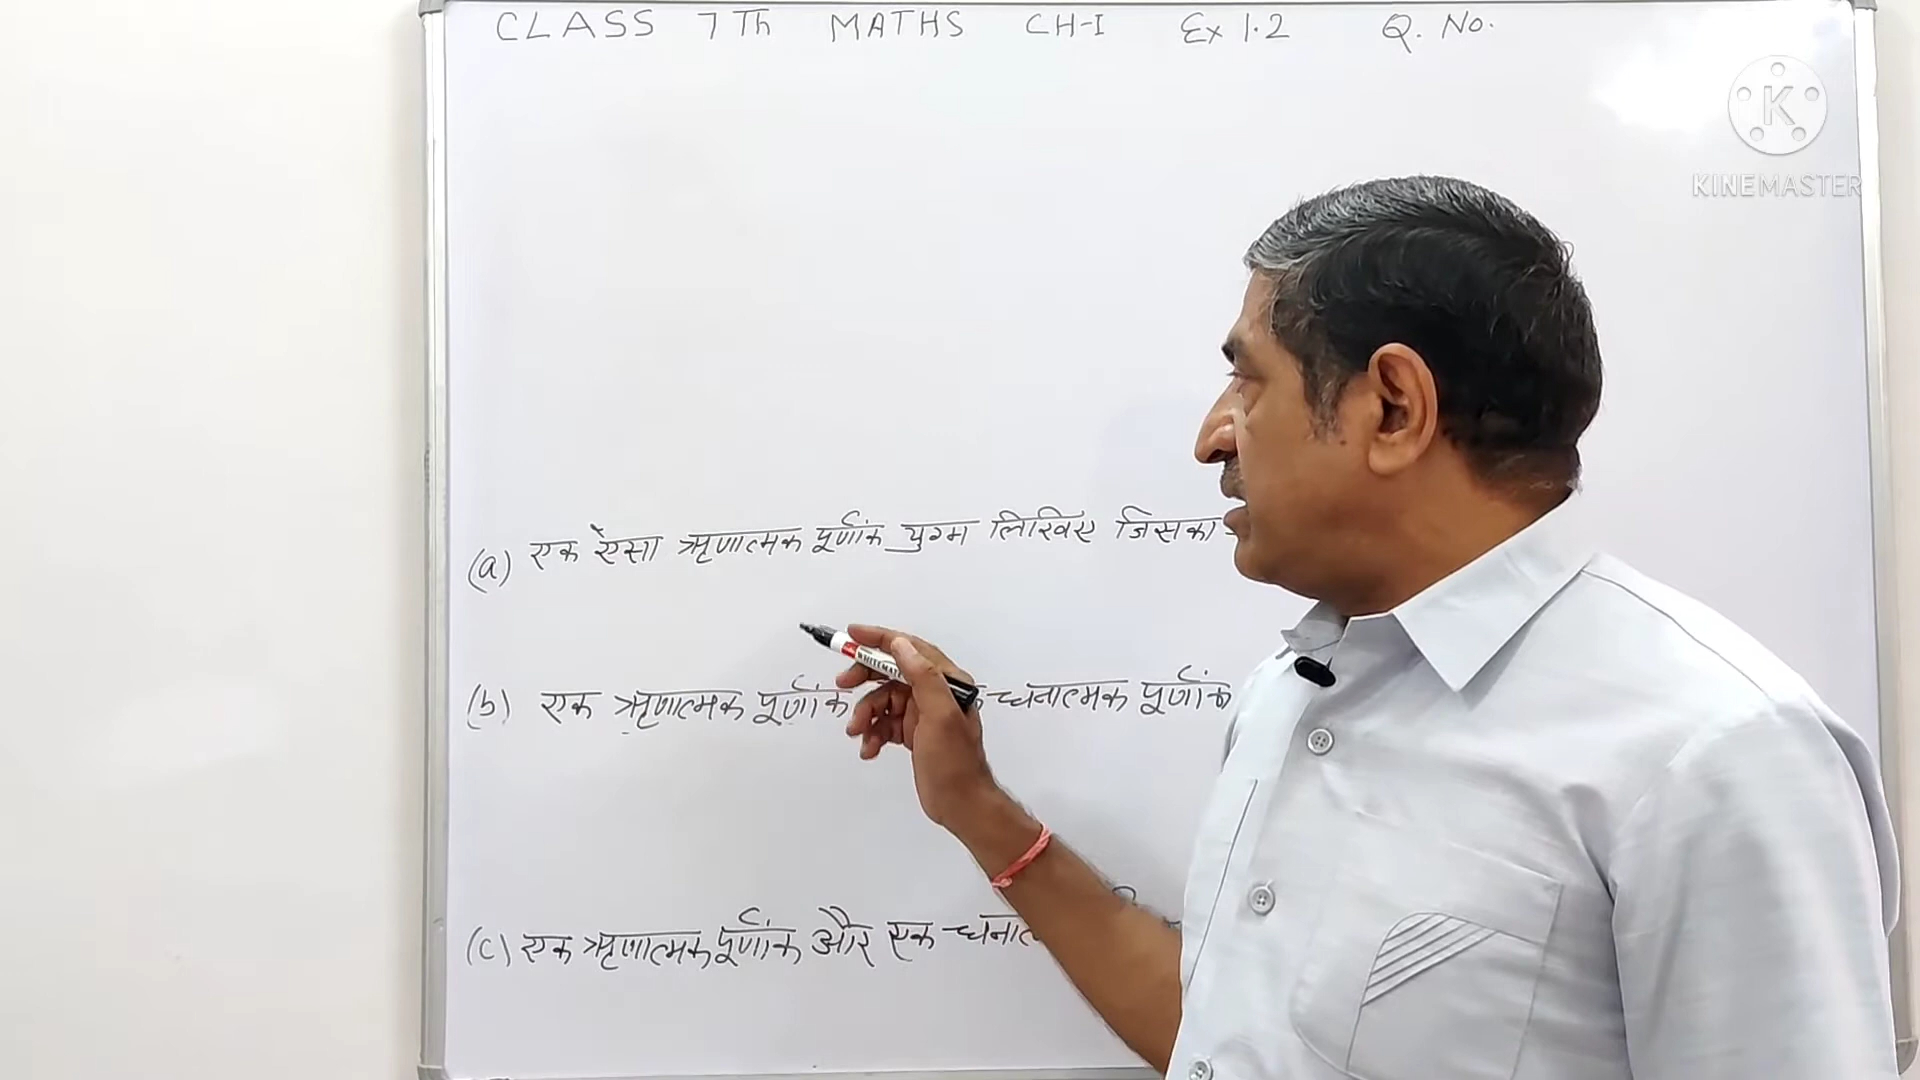 CLASS 7Th MATHS CH-I Ex 1.2 Q. No.
K
KINEMASTER
(a) एक ऐसा ऋणात्मक पूर्णांक युग्म लिखिए जिसका
WHITEMA
(b) एक ऋणात्मक पूर्णांक धनात्मक पूर्णांक
(c) एक ऋणात्मक पूर्णांक और एक धनात्